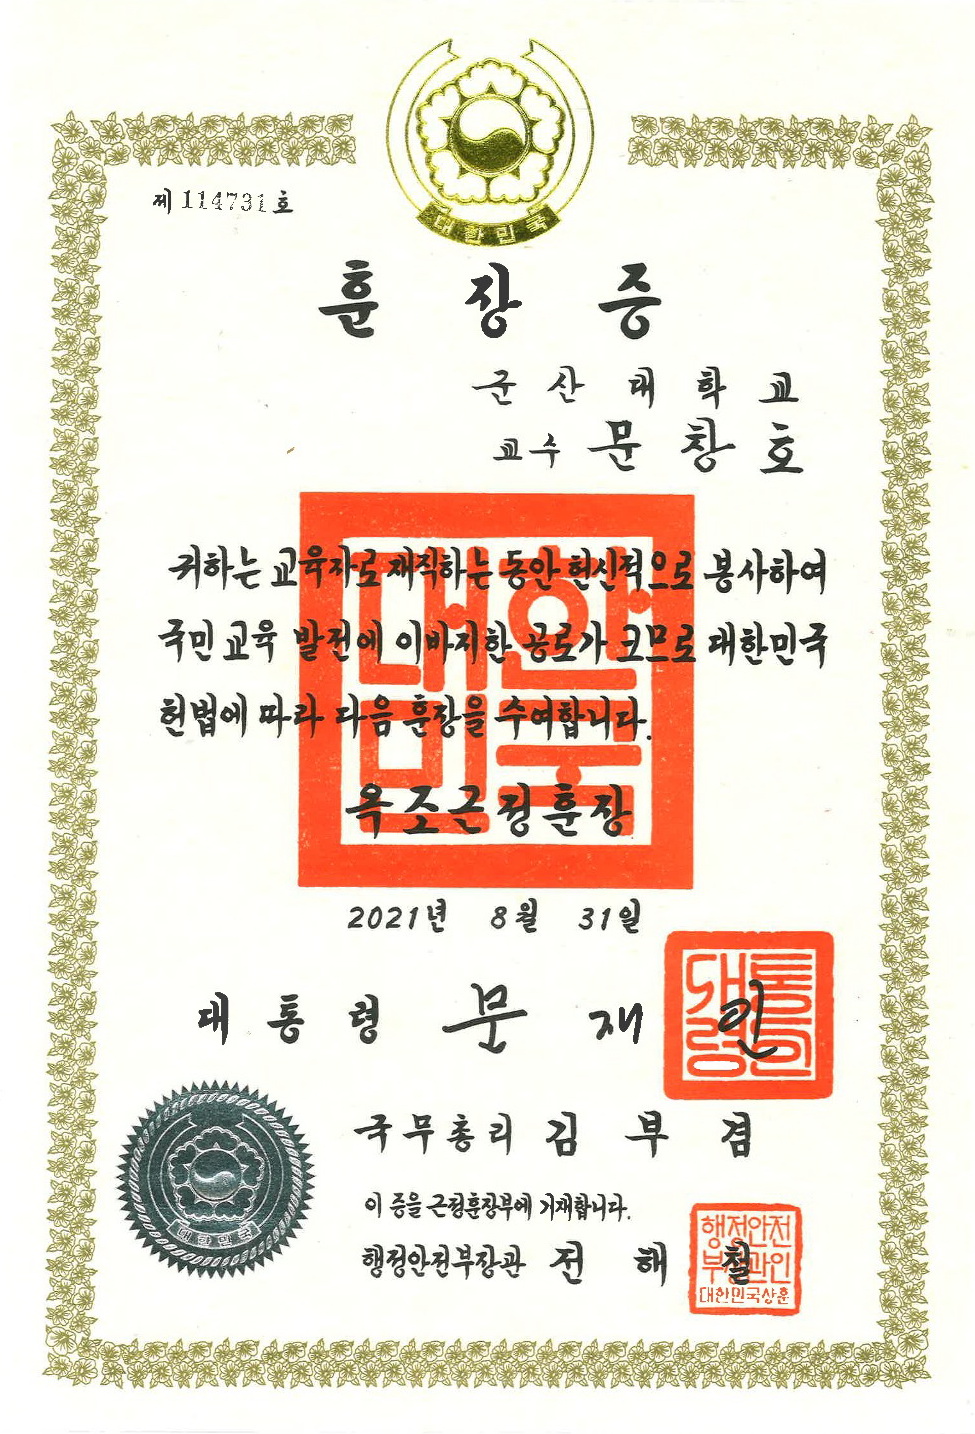 대한민국
제 114731 호
훈장증
군산대학교
교수 문창호
귀하는 교육자로 재직하는 동안 헌신적으로 봉사하여
국민 교육 발전에 이바지한 공로가 크므로 대한민국
헌법에 따라 다음 훈장을 수여합니다.
대한
민국
옥조근정훈장
2021년 8월 31일
대통령 문재인
대통
령인
국무총리 김부겸
대한민국
이 증을 근정훈장부에 기재합니다.
행정안전부장관 전해철
행정안전
부장관인
대한민국상훈